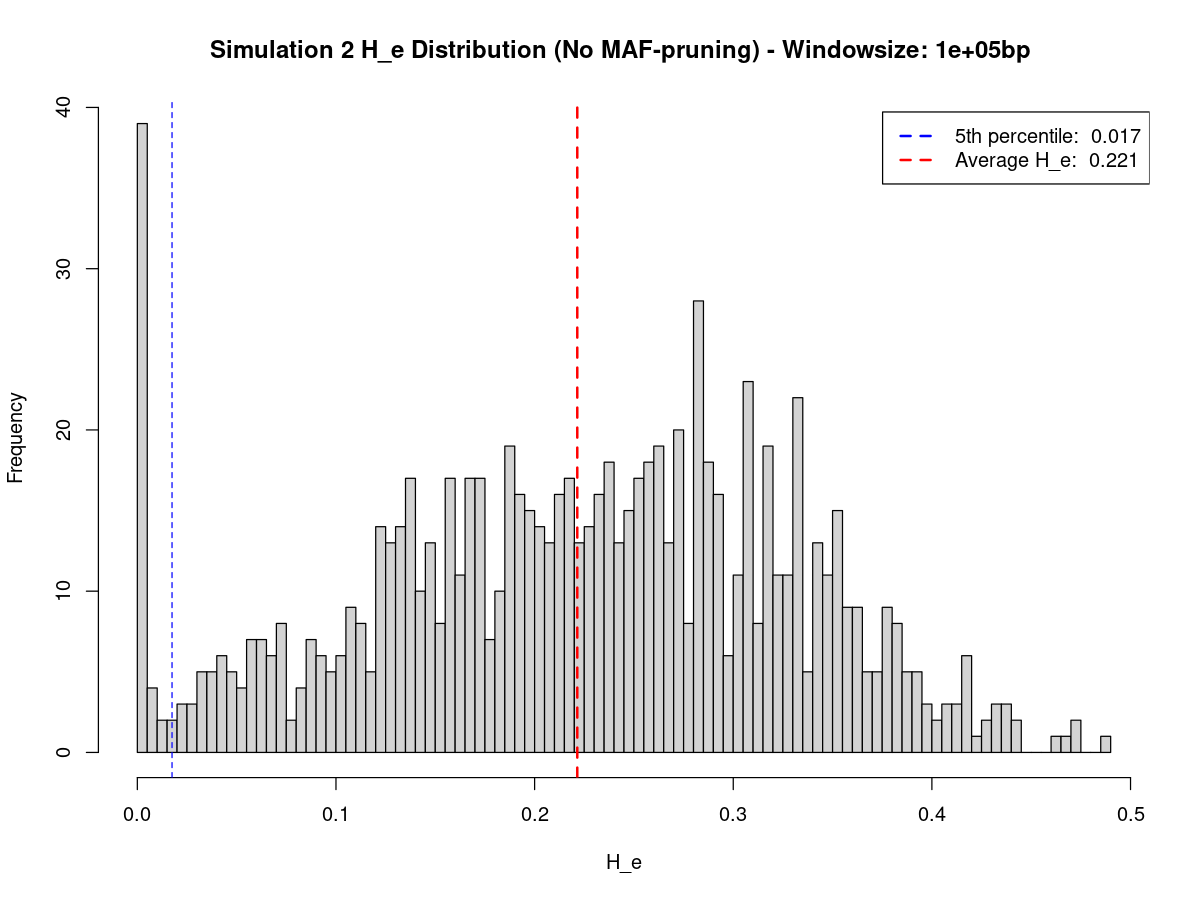 Simulation 2 H_e Distribution (No MAF-pruning) - Windowsize: 1e+05bp
5th percentile: 0.017
Average H_e: 0.221
40
30
20
10
0
Frequency
0.0 0.1 0.2 0.3 0.4 0.5
H_e